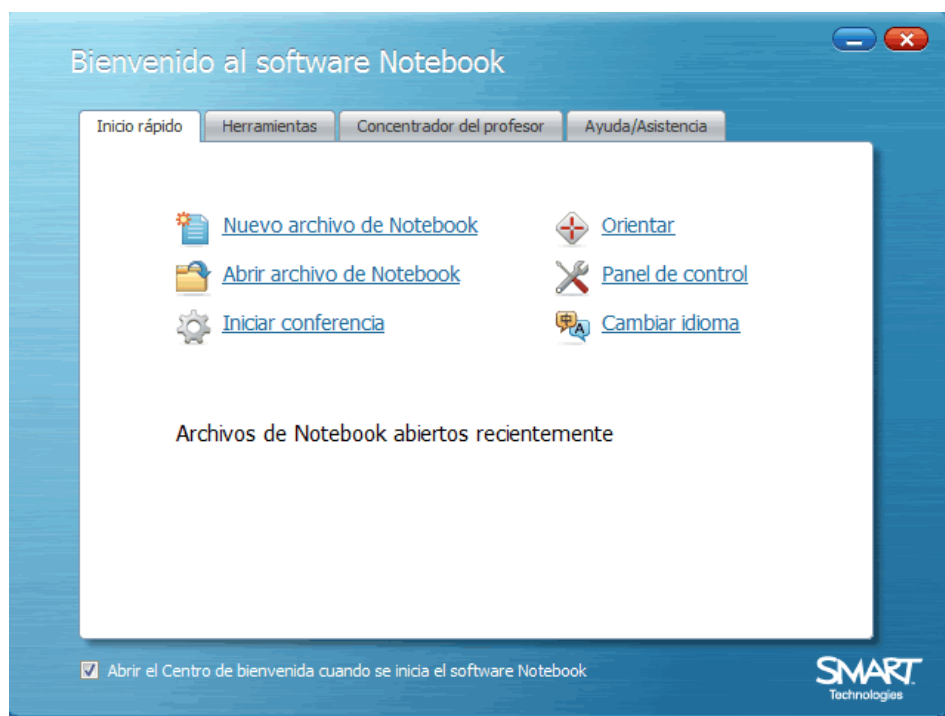 Bienvenido al software Notebook
Inicio rápido Herramientas Concentrador del profesor Ayuda/Asistencia
Nuevo archivo de Notebook Orientar
Abrir archivo de Notebook Panel de control
Iniciar conferencia Cambiar idioma
Archivos de Notebook abiertos recientemente
Abrir el Centro de bienvenida cuando se inicia el software Notebook
SMART
Technologies